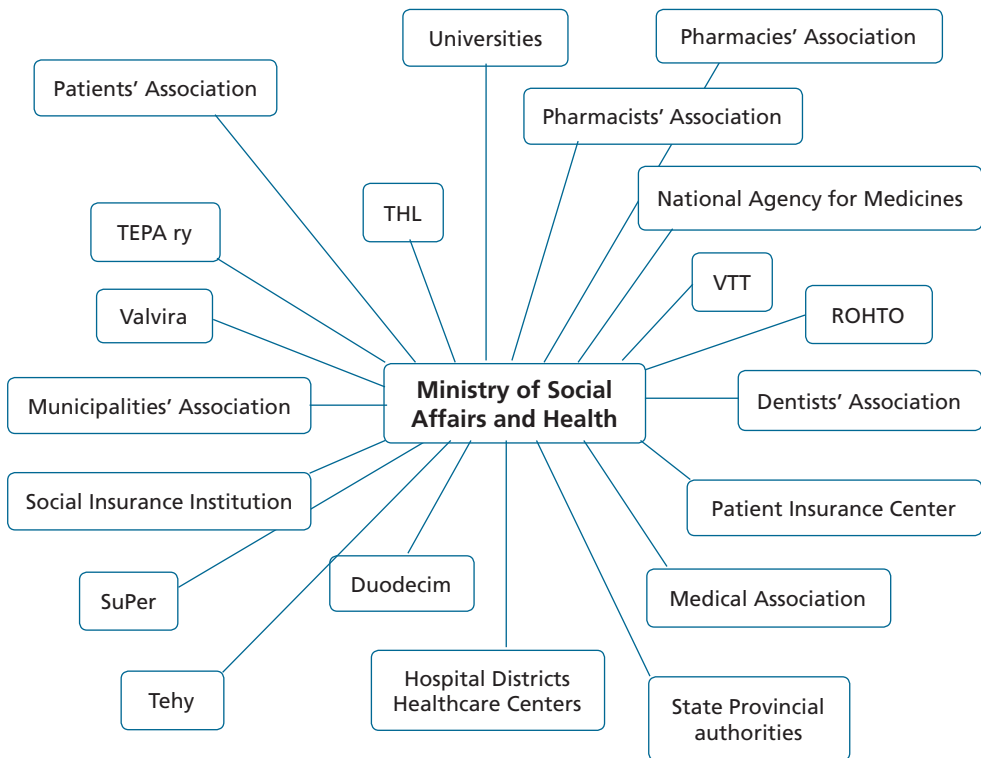 Universities
Pharmacies’ Association
Patients’ Association
Pharmacists’ Association
National Agency for Medicines
THL
TEPA ry
VTT
Valvira
ROHTO
Ministry of Social
Affairs and Health
Municipalities’ Association
Dentists’ Association
Social Insurance Institution
Patient Insurance Center
Duodecim
SuPer
Medical Association
Hospital Districts
Healthcare Centers
Tehy
State Provincial
authorities